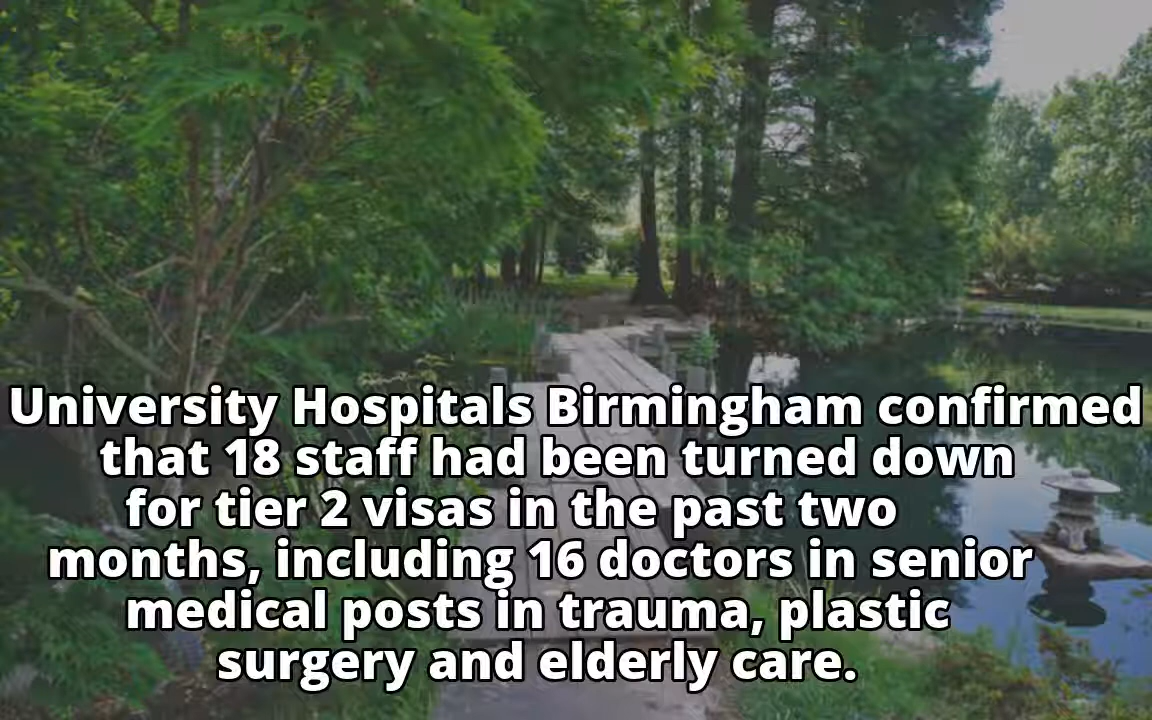 University Hospitals Birmingham confirmed
that 18 staff had been turned down
for tier 2 visas in the past two
months, including 16 doctors in senior
medical posts in trauma, plastic
surgery and elderly care.